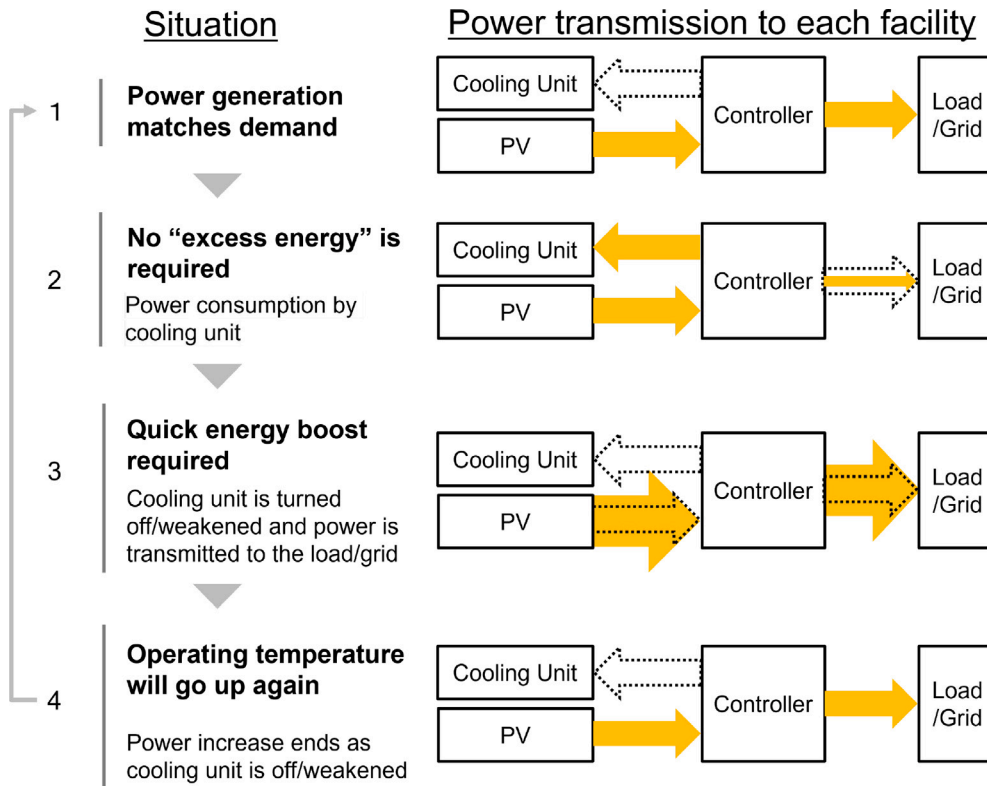 Situation
Power transmission to each facility
1
Power generation
matches demand
Cooling Unit
PV
Controller
Load
/Grid
2
No “excess energy” is
required
Power consumption by
cooling unit
Cooling Unit
PV
Controller
Load
/Grid
3
Quick energy boost
required
Cooling unit is turned
off/weakened and power is
transmitted to the load/grid
Cooling Unit
PV
Controller
Load
/Grid
4
Operating temperature
will go up again
Power increase ends as
cooling unit is off/weakened
Cooling Unit
PV
Controller
Load
/Grid